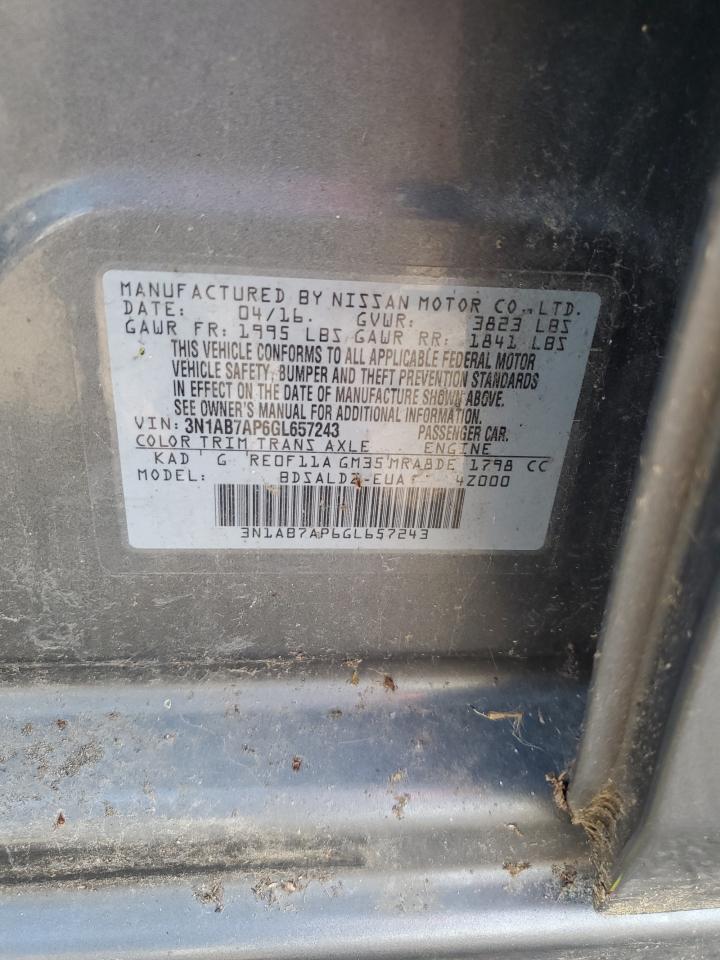 MANUFACTURED BY NISSAN MOTOR CO., LTD.
DATE: 04/16. GVWR: 3823 LBS
GAWR FR: 1995 LBS GAWR RR: 1841 LBS
THIS VEHICLE CONFORMS TO ALL APPLICABLE FEDERAL MOTOR
VEHICLE SAFETY, BUMPER AND THEFT PREVENTION STANDARDS
IN EFFECT ON THE DATE OF MANUFACTURE SHOWN ABOVE.
SEE OWNER'S MANUAL FOR ADDITIONAL INFORMATION.
VIN: 3N1AB7AP6GL657243 PASSENGER CAR.
COLOR TRIM TRANS AXLE ENGINE
KAD G RE0F11A GM35 MRA8DE 1798 CC
MODEL: BDSALDZ-EUA 4Z000
3N1AB7AP6GL657243